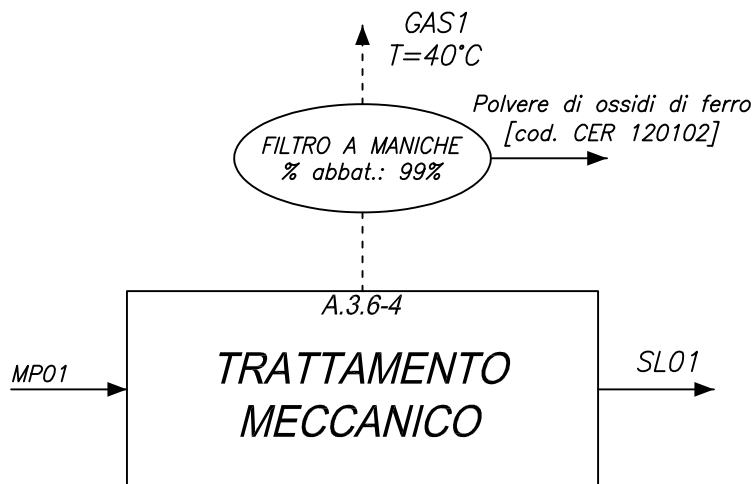 GAS1
T=40°C
Polvere di ossidi di ferro
[cod. CER 120102]
FILTRO A MANICHE
% abbat.: 99%
A.3.6-4
TRATTAMENTO
MECCANICO
MP01
SL01